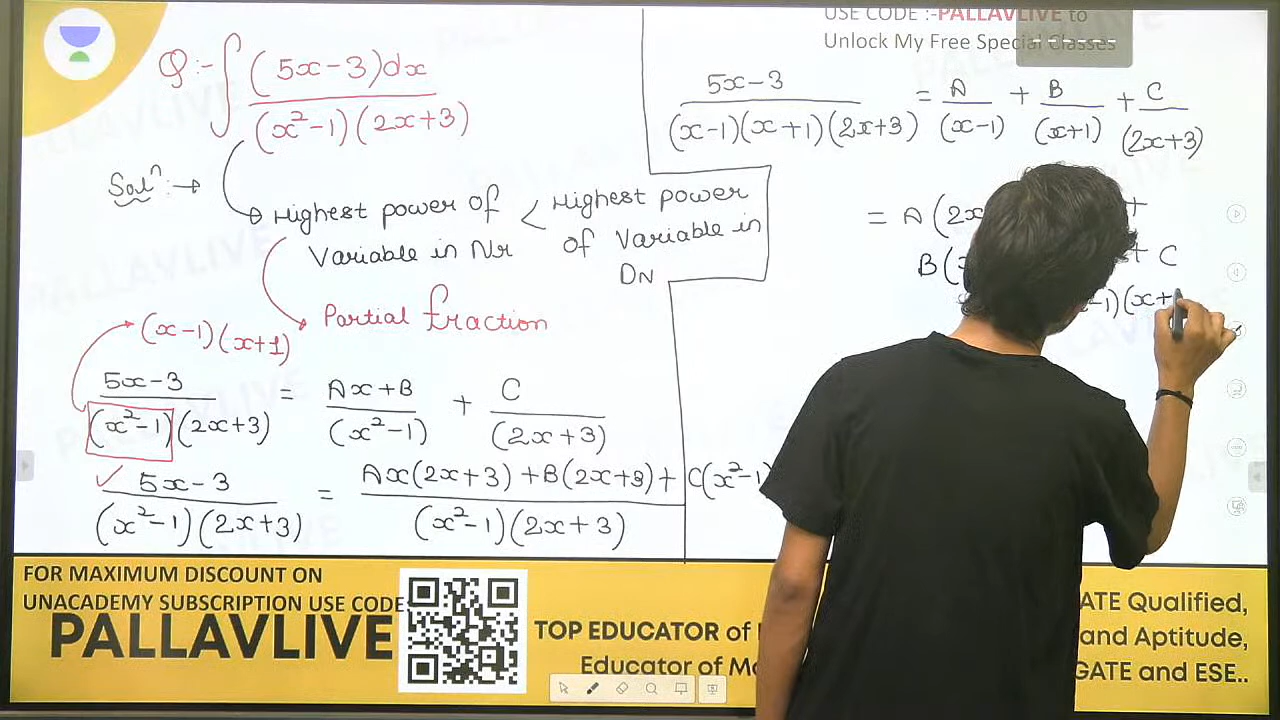 Q:- ∫ (5x-3)dx / (x²-1)(2x+3)
Solⁿ :→
Highest power of Variable in Nr < Highest power of Variable in DN
Partial fraction
(x-1)(x+1)
5x-3 / (x²-1)(2x+3) = Ax+B / (x²-1) + C / (2x+3)
✓ 5x-3 / (x²-1)(2x+3) = Ax(2x+3)+B(2x+3)+C(x²-1) / (x²-1)(2x+3)
USE CODE :-PALLAVLIVE to
Unlock My Free Special Classes
5x-3 / (x-1)(x+1)(2x+3) = A / (x-1) + B / (x+1) + C / (2x+3)
= A(2x +
B( + C
-1)(x+
FOR MAXIMUM DISCOUNT ON
UNACADEMY SUBSCRIPTION USE CODE:
PALLAVLIVE
TOP EDUCATOR of
Educator of
GATE Qualified,
and Aptitude,
GATE and ESE..